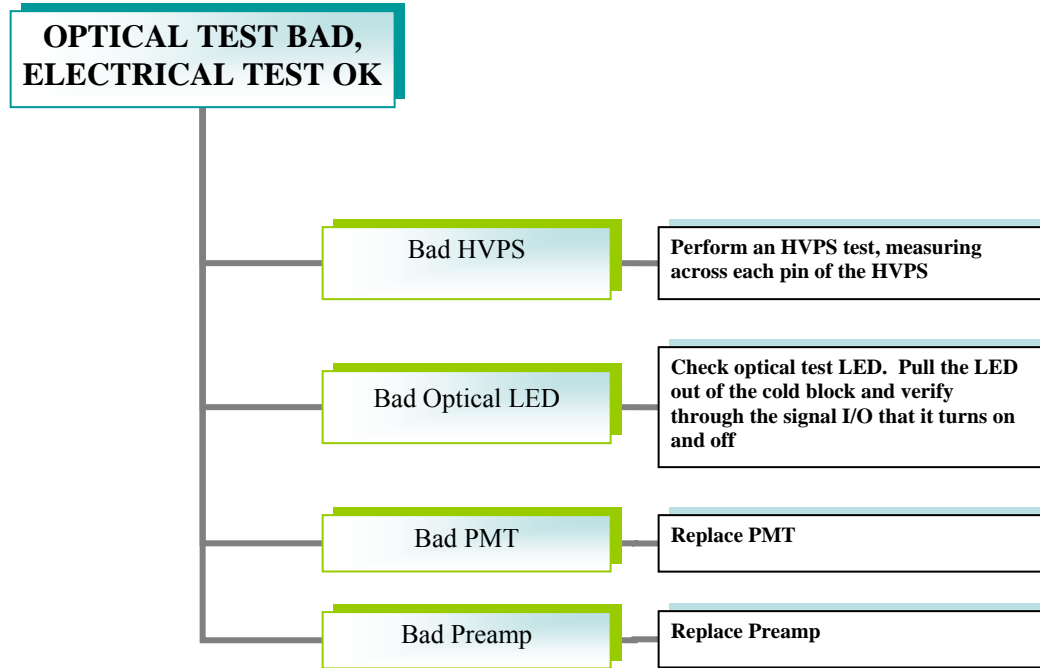 OPTICAL TEST BAD,
ELECTRICAL TEST OK
Bad HVPS
Perform an HVPS test, measuring
across each pin of the HVPS
Bad Optical LED
Check optical test LED.  Pull the LED
out of the cold block and verify
through the signal I/O that it turns on
and off
Bad PMT
Replace PMT
Bad Preamp
Replace Preamp